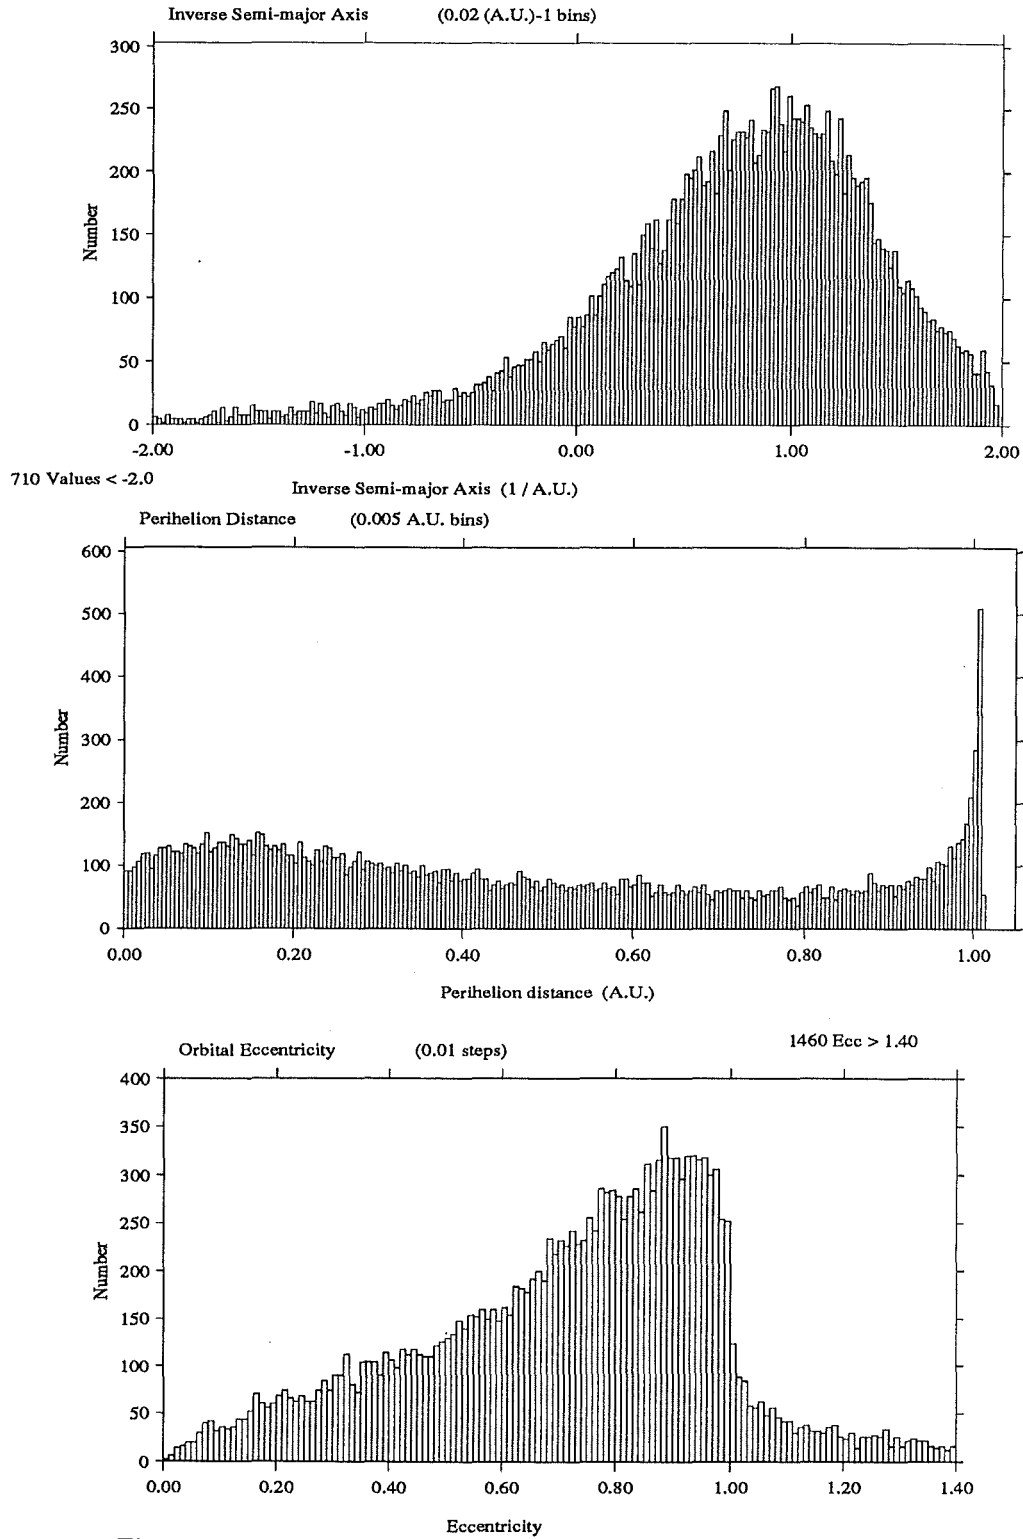 Inverse Semi-major Axis (0.02 (A.U.)-1 bins)
300
250
200
150
100
50
0
Number
-2.00 -1.00 0.00 1.00 2.00
710 Values < -2.0
Inverse Semi-major Axis (1 / A.U.)
Perihelion Distance (0.005 A.U. bins)
600
500
400
300
200
100
0
Number
0.00 0.20 0.40 0.60 0.80 1.00
Perihelion distance (A.U.)
1460 Ecc > 1.40
Orbital Eccentricity (0.01 steps)
400
350
300
250
200
150
100
50
0
Number
0.00 0.20 0.40 0.60 0.80 1.00 1.20 1.40
Eccentricity